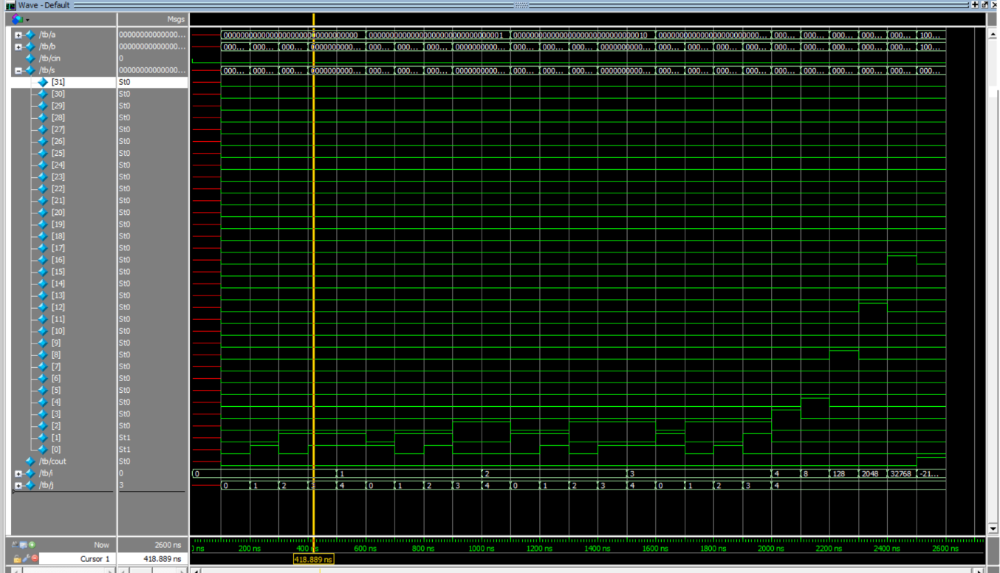 Wave - Default
Msgs
/tb/a 00000000000000... 00000000000000000000000000000000 00000000000000000000000000000001 00000000000000000000000000000010 0000000000000000000000000... 000... 000... 000... 000... 000... 100...
/tb/b 00000000000000... 000... 000... 000... 0000000000... 000... 000... 000... 0000000000... 000... 000... 000... 0000000000... 000... 000... 000... 000... 000... 000... 000... 000... 000... 100...
/tb/cin 0
/tb/s 00000000000000... 000... 000... 000... 0000000000... 000... 000... 000... 0000000000... 000... 000... 000... 0000000000... 000... 000... 000... 000... 000... 000... 000... 000... 000... 000...
[31] St0
[30] St0
[29] St0
[28] St0
[27] St0
[26] St0
[25] St0
[24] St0
[23] St0
[22] St0
[21] St0
[20] St0
[19] St0
[18] St0
[17] St0
[16] St0
[15] St0
[14] St0
[13] St0
[12] St0
[11] St0
[10] St0
[9] St0
[8] St0
[7] St0
[6] St0
[5] St0
[4] St0
[3] St0
[2] St0
[1] St1
[0] St1
/tb/cout St0
/tb/i 0 0 1 2 3 4 8 128 2048 32768 -21...
/tb/j 3 0 1 2 3 4 0 1 2 3 4 0 1 2 3 4 0 1 2 3 4
Now 2600 ns 200 ns 400 ns 600 ns 800 ns 1000 ns 1200 ns 1400 ns 1600 ns 1800 ns 2000 ns 2200 ns 2400 ns 2600 ns
Cursor 1 418.889 ns 418.889 ns